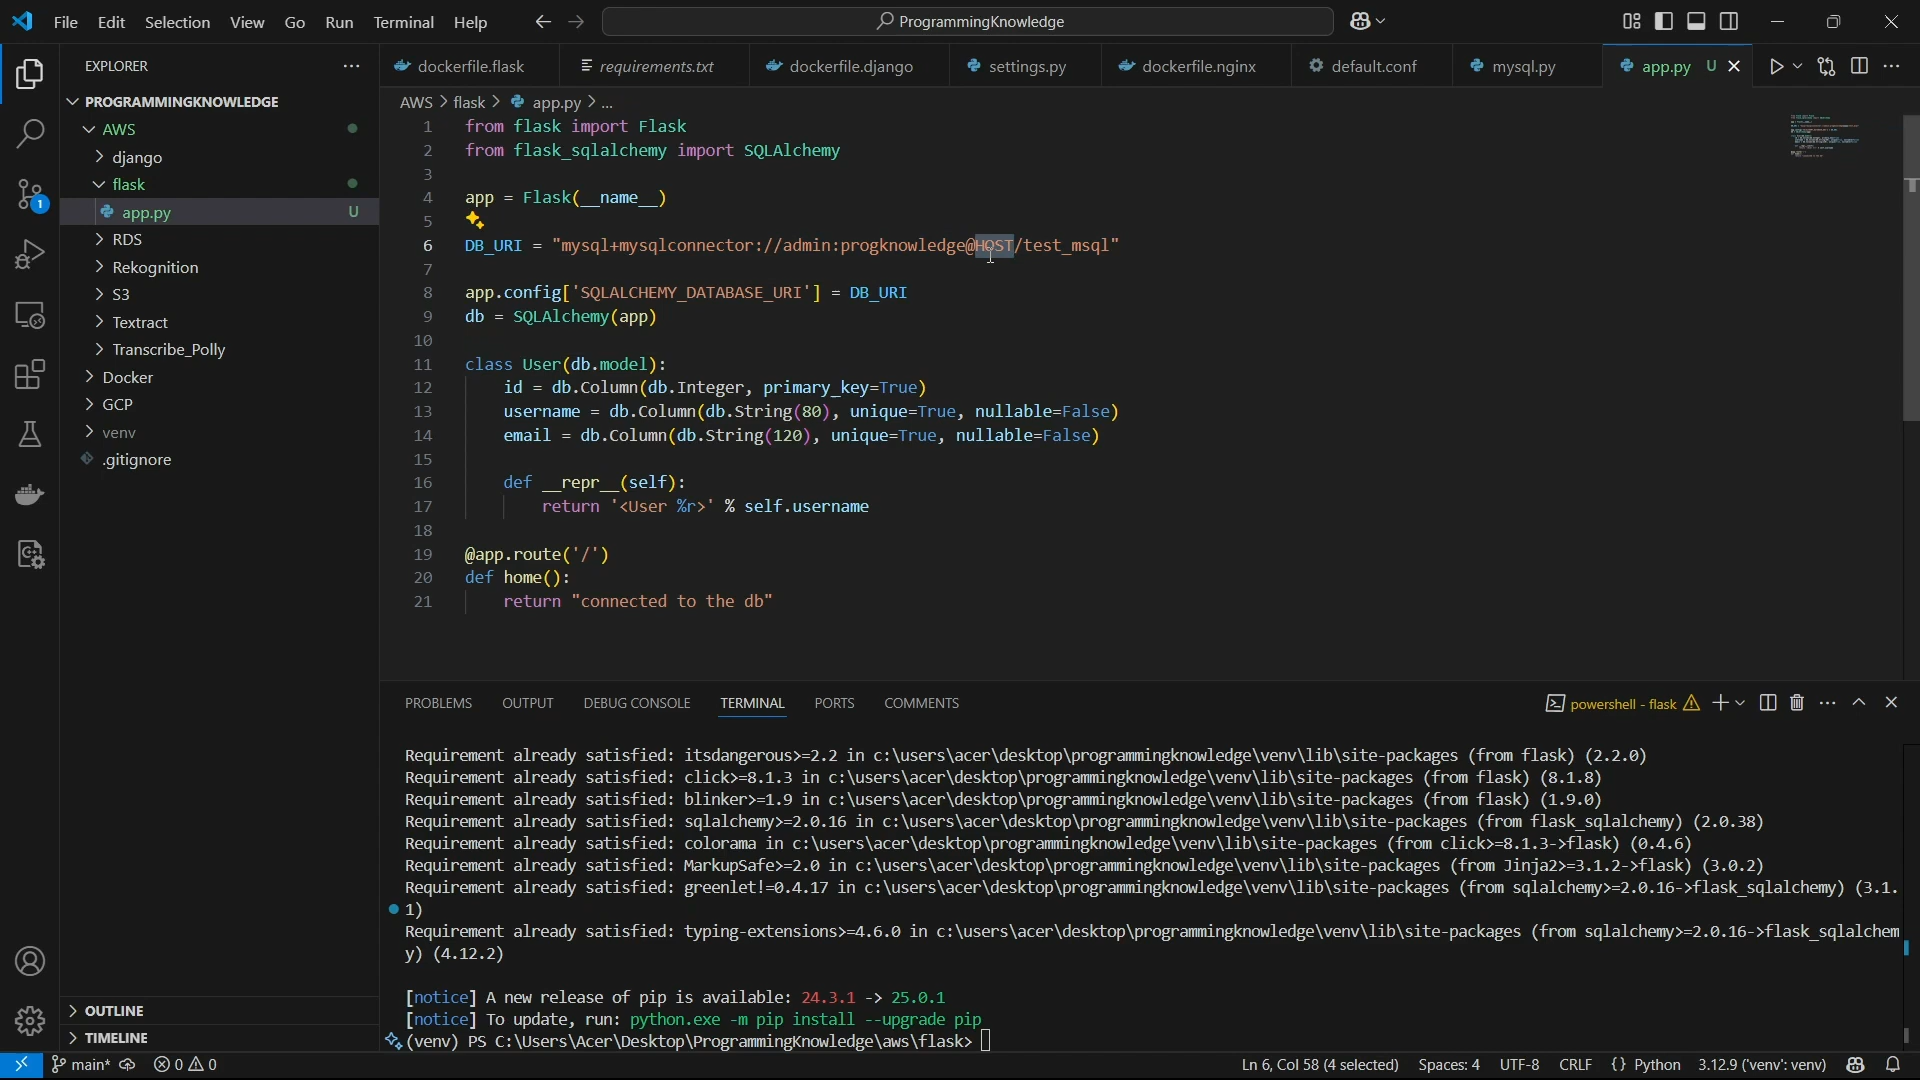 File Edit Selection View Go Run Terminal Help
ProgrammingKnowledge
EXPLORER
PROGRAMMINGKNOWLEDGE
AWS
django
flask
app.py U
RDS
Rekognition
S3
Textract
Transcribe_Polly
Docker
GCP
venv
.gitignore
OUTLINE
TIMELINE
1
dockerfile.flask requirements.txt dockerfile.django settings.py dockerfile.nginx default.conf mysql.py app.py U
AWS > flask > app.py > ...
1 from flask import Flask
2 from flask_sqlalchemy import SQLAlchemy
3
4 app = Flask(__name__)
5
6 DB_URI = "mysql+mysqlconnector://admin:progknowledge@HOST/test_msql"
7
8 app.config['SQLALCHEMY_DATABASE_URI'] = DB_URI
9 db = SQLAlchemy(app)
10
11 class User(db.model):
12 id = db.Column(db.Integer, primary_key=True)
13 username = db.Column(db.String(80), unique=True, nullable=False)
14 email = db.Column(db.String(120), unique=True, nullable=False)
15
16 def __repr__(self):
17 return '<User %r>' % self.username
18
19 @app.route('/')
20 def home():
21 return "connected to the db"
PROBLEMS OUTPUT DEBUG CONSOLE TERMINAL PORTS COMMENTS
powershell - flask
Requirement already satisfied: itsdangerous>=2.2 in c:\users\acer\desktop\programmingknowledge\venv\lib\site-packages (from flask) (2.2.0)
Requirement already satisfied: click>=8.1.3 in c:\users\acer\desktop\programmingknowledge\venv\lib\site-packages (from flask) (8.1.8)
Requirement already satisfied: blinker>=1.9 in c:\users\acer\desktop\programmingknowledge\venv\lib\site-packages (from flask) (1.9.0)
Requirement already satisfied: sqlalchemy>=2.0.16 in c:\users\acer\desktop\programmingknowledge\venv\lib\site-packages (from flask_sqlalchemy) (2.0.38)
Requirement already satisfied: colorama in c:\users\acer\desktop\programmingknowledge\venv\lib\site-packages (from click>=8.1.3->flask) (0.4.6)
Requirement already satisfied: MarkupSafe>=2.0 in c:\users\acer\desktop\programmingknowledge\venv\lib\site-packages (from Jinja2>=3.1.2->flask) (3.0.2)
Requirement already satisfied: greenlet!=0.4.17 in c:\users\acer\desktop\programmingknowledge\venv\lib\site-packages (from sqlalchemy>=2.0.16->flask_sqlalchemy) (3.1.
1)
Requirement already satisfied: typing-extensions>=4.6.0 in c:\users\acer\desktop\programmingknowledge\venv\lib\site-packages (from sqlalchemy>=2.0.16->flask_sqlalchem
y) (4.12.2)
[notice] A new release of pip is available: 24.3.1 -> 25.0.1
[notice] To update, run: python.exe -m pip install --upgrade pip
(venv) PS C:\Users\Acer\Desktop\ProgrammingKnowledge\aws\flask>
main* 0 0 Ln 6, Col 58 (4 selected) Spaces: 4 UTF-8 CRLF {} Python 3.12.9 ('venv': venv)